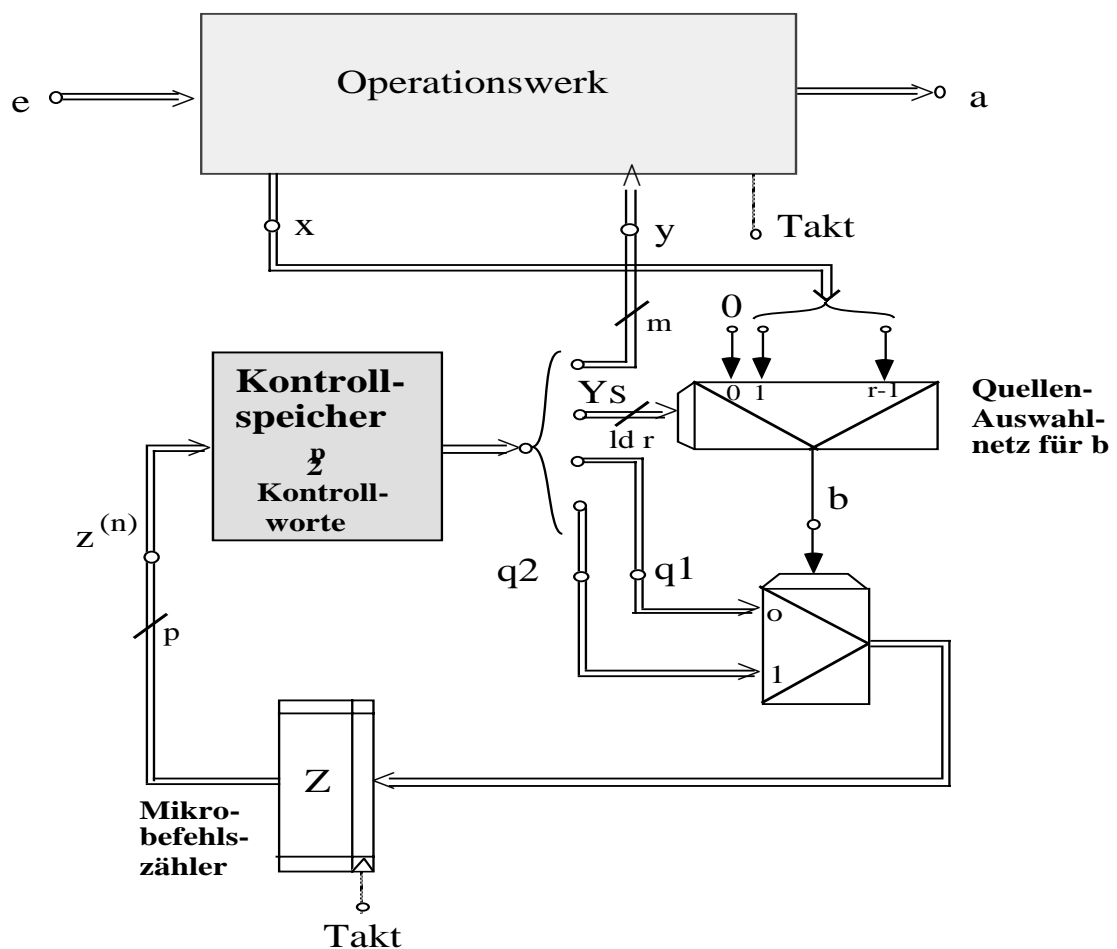 Operationswerk
e
a
x
y
Takt
0
m
Kontroll-
speicher
2^p
Kontroll-
worte
Ys
ld r
0 1 r-1
Quellen-
Auswahl-
netz für b
b
z^(n)
q2
q1
o
1
p
Z
Mikro-
befehls-
zähler
Takt